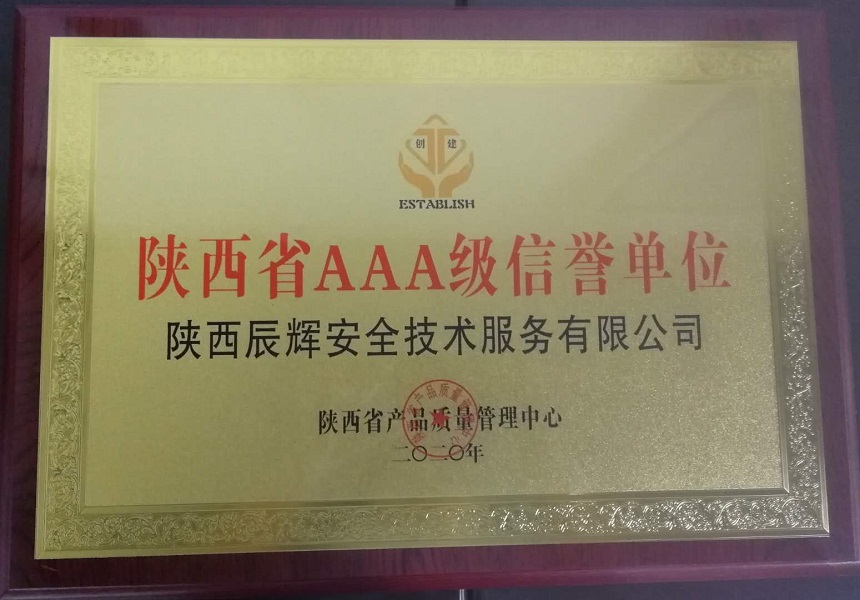 创 建
ESTABLISH
陕西省AAA级信誉单位
陕西辰辉安全技术服务有限公司
陕西省产品质量管理中心
二〇二〇年